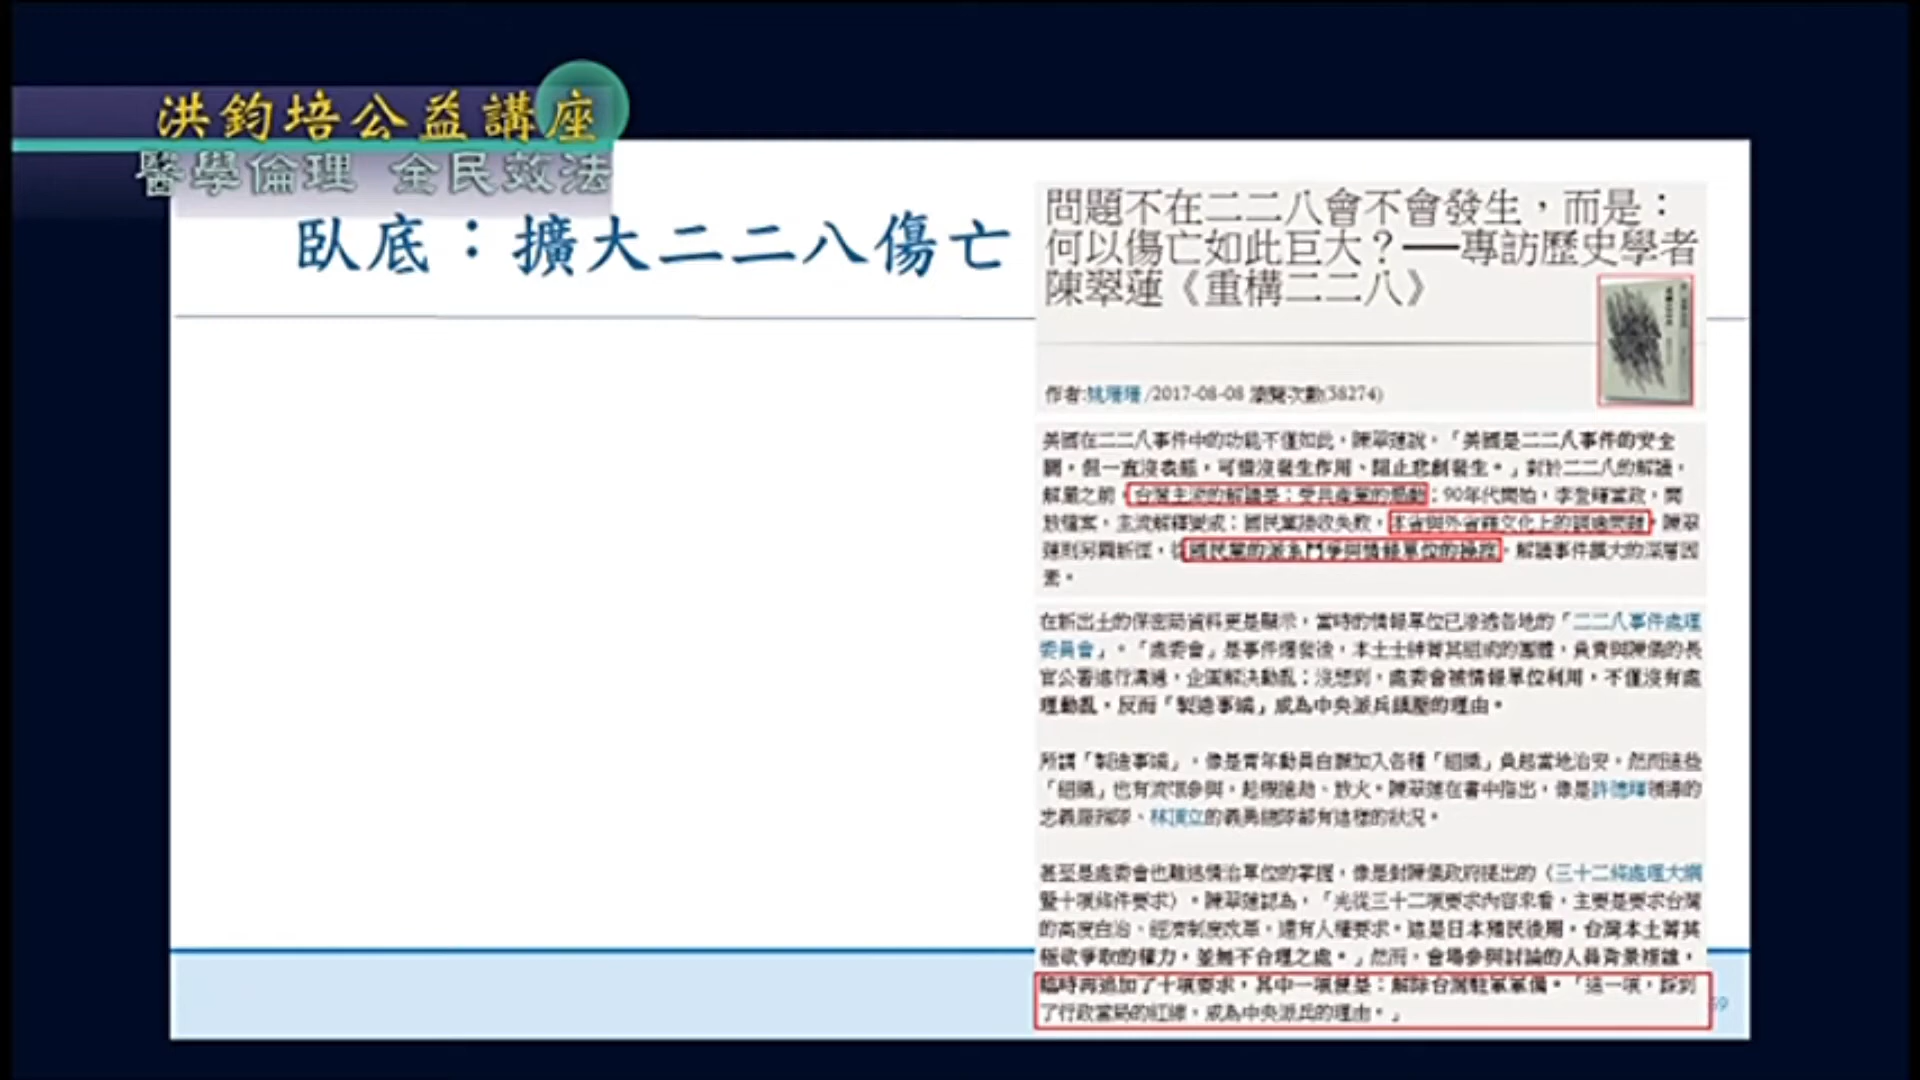 洪鈞培公益講座
醫學倫理 全民效法
臥底：擴大二二八傷亡
問題不在二二八會不會發生，而是：
何以傷亡如此巨大？──專訪歷史學者
陳翠蓮《重構二二八》
作者:姚珊珊 /2017-08-08 瀏覽次數(58274)
美國在二二八事件中的功能不僅如此，陳翠蓮說，「美國是二二八事件的安全
網，但一直沒表態，可惜沒發生作用、阻止悲劇發生。」對於二二八的解讀，
解嚴之前，台灣主流的解讀是：受共產黨的煽動；90年代開始，李登輝當政，開
放檔案，主流解釋變成：國民黨接收失敗，本省與外省籍文化上的調適問題。陳翠
蓮則另闢新徑，從國民黨的派系鬥爭與情報單位的操控，解讀事件擴大的深層因
素。
在新出土的保密局資料更是顯示，當時的情報單位已滲透各地的「二二八事件處理
委員會」。「處委會」是事件爆發後，本土士紳菁英組成的團體，負責與陳儀的長
官公署進行溝通，企圖解決動亂；沒想到，處委會被情報單位利用，不僅沒有處
理動亂，反而「製造事端」成為中央派兵鎮壓的理由。
所謂「製造事端」，像是青年動員自願加入各種「組織」負起當地治安，然而這些
「組織」也有流氓參與，趁機搶劫、放火。陳翠蓮在書中指出，像是許德輝領導的
忠義服務隊、林頂立的義勇總隊都有這樣的狀況。
甚至是處委會也難逃情治單位的掌握，像是對陳儀政府提出的（三十二條處理大綱
暨十項條件要求）。陳翠蓮認為，「光從三十二項要求內容來看，主要是要求台灣
的高度自治、經濟制度改革，還有人權要求。這是日本殖民後期，台灣本土菁英
極欲爭取的權力，並無不合理之處。」然而，會場參與討論的人員背景複雜，
臨時再追加了十項要求，其中一項便是：解除台灣駐軍軍備。「這一項，踩到
了行政當局的紅線，成為中央派兵的理由。」
59